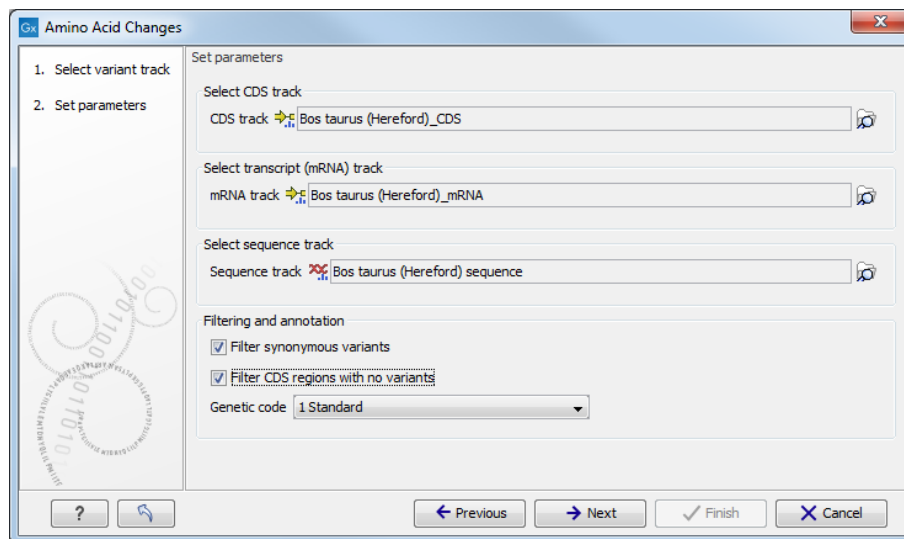 Gx Amino Acid Changes
1. Select variant track
2. Set parameters
Set parameters
Select CDS track
CDS track Bos taurus (Hereford)_CDS
Select transcript (mRNA) track
mRNA track Bos taurus (Hereford)_mRNA
Select sequence track
Sequence track Bos taurus (Hereford) sequence
Filtering and annotation
Filter synonymous variants
Filter CDS regions with no variants
Genetic code 1 Standard
? Previous Next Finish Cancel